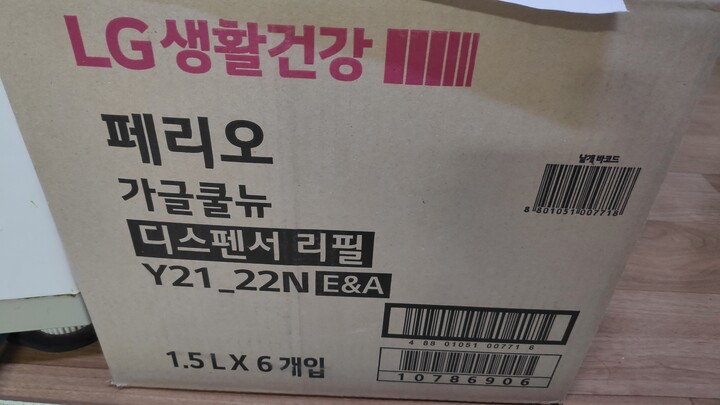 LG생활건강
페리오
가글쿨뉴
디스펜서 리필
Y21_22N E&A
1.5L X 6 개입
낱개 바코드
8 801051 007718
4 88 01051 00771 6
10786906